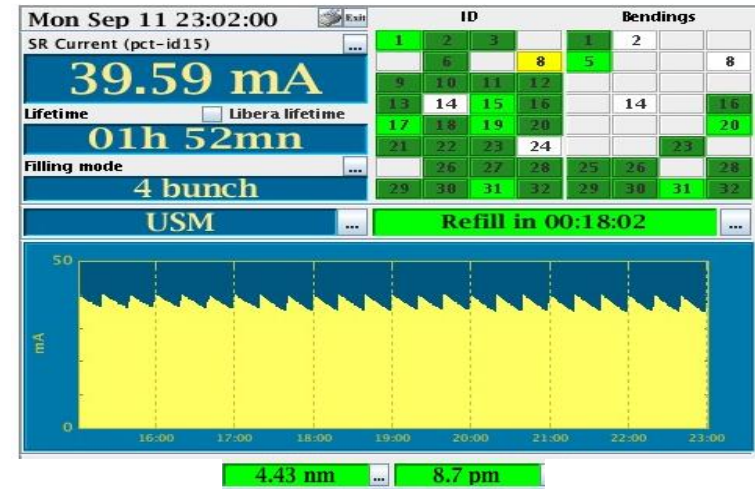 Mon Sep 11 23:02:00 Exit
SR Current (pct-id15) ...
39.59 mA
Lifetime Libera lifetime
01h 52mn
Filling mode ...
4 bunch
ID Bendings
1 2 3 1 2
6 8 5 8
9 10 11 12
13 14 15 16 14 16
17 18 19 20 20
21 22 23 24 23
26 27 28 25 26 28
29 30 31 32 29 30 31 32
USM ... Refill in 00:18:02 ...
50
mA
0
16:00 17:00 18:00 19:00 20:00 21:00 22:00 23:00
4.43 nm ... 8.7 pm